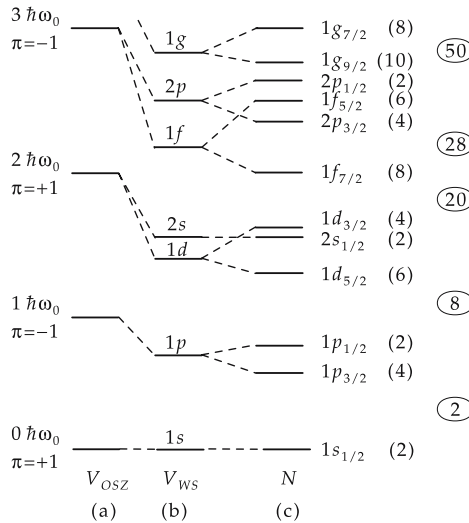 3 ħω₀ 1g 1g₇/₂ (8)
π=−1 50
1g₉/₂ (10)
2p 2p₁/₂ (2)
1f₅/₂ (6)
2p₃/₂ (4)
1f 28
2 ħω₀ 1f₇/₂ (8)
π=+1 20
2s 1d₃/₂ (4)
2s₁/₂ (2)
1d
1d₅/₂ (6)
1 ħω₀ 8
π=−1
1p 1p₁/₂ (2)
1p₃/₂ (4)
2
0 ħω₀ 1s 1s₁/₂ (2)
π=+1
V_OSZ V_WS N
(a) (b) (c)